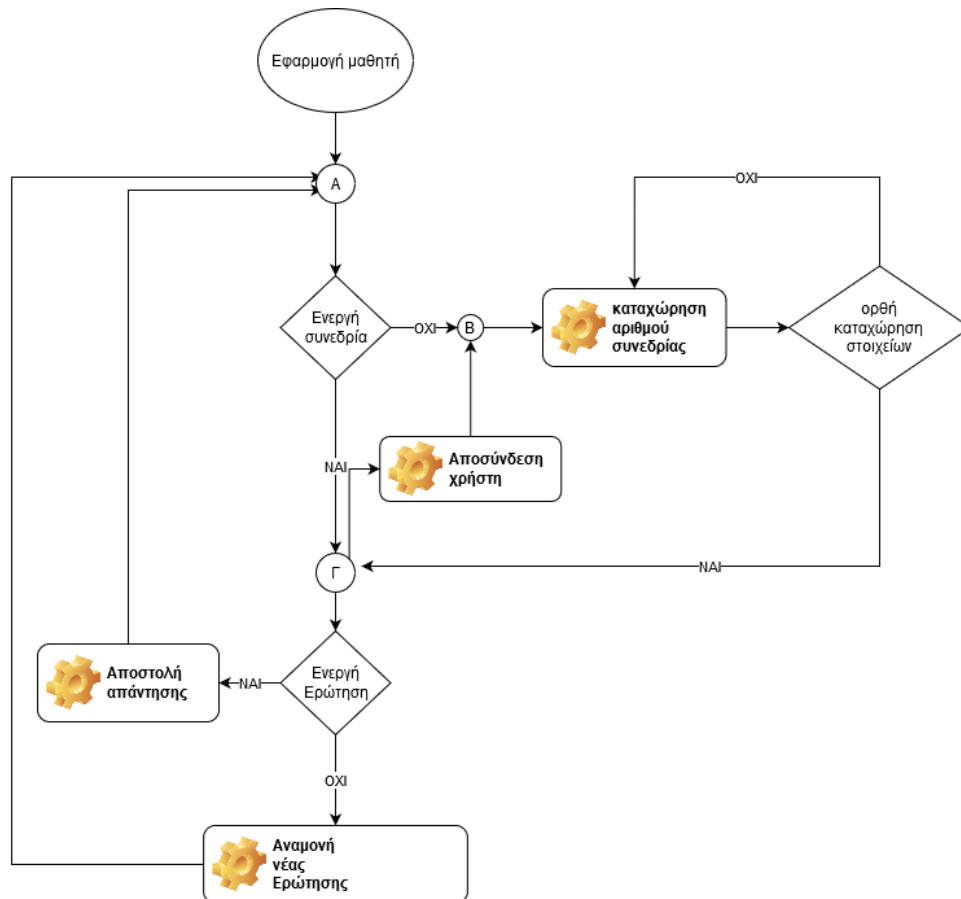 Εφαρμογή μαθητή
Α
ΟΧΙ
Ενεργή
συνεδρία
ΟΧΙ
Β
καταχώρηση
αριθμού
συνεδρίας
ορθή
καταχώρηση
στοιχείων
ΝΑΙ
Αποσύνδεση
χρήστη
Γ
ΝΑΙ
Αποστολή
απάντησης
ΝΑΙ
Ενεργή
Ερώτηση
ΟΧΙ
Αναμονή
νέας
Ερώτησης